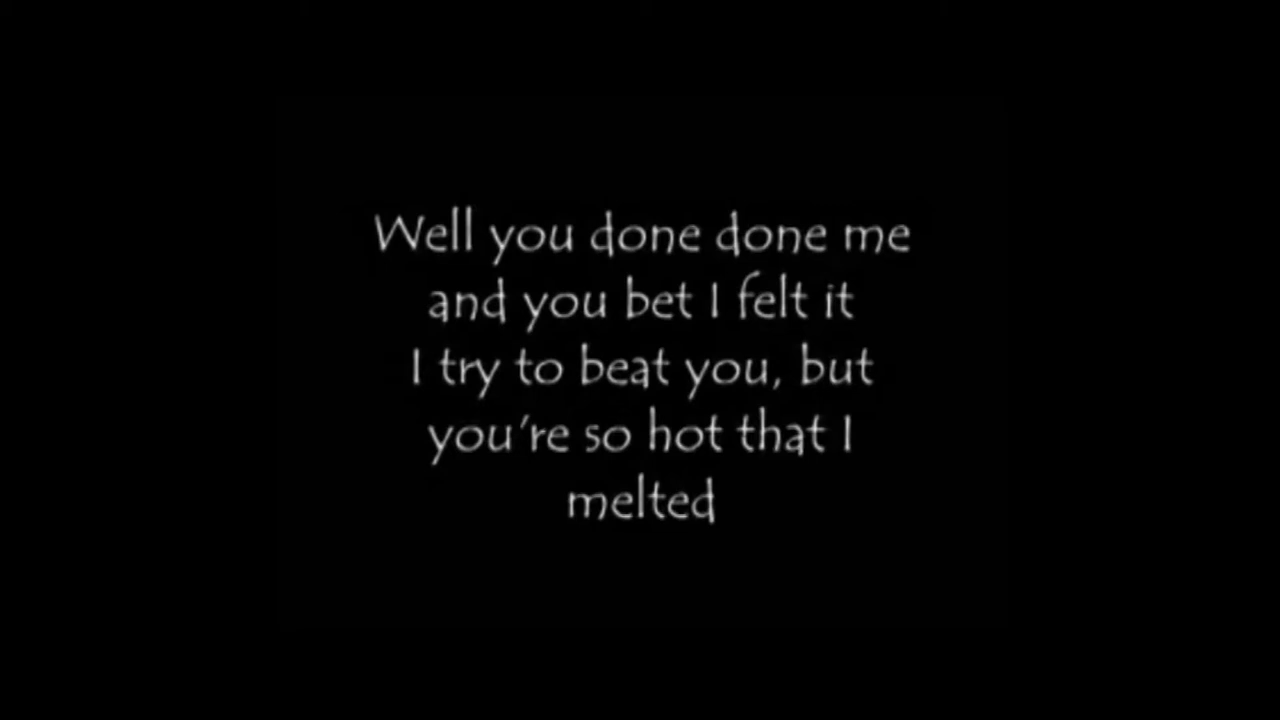 Well you done done me
and you bet I felt it
I try to beat you, but
you're so hot that I
melted